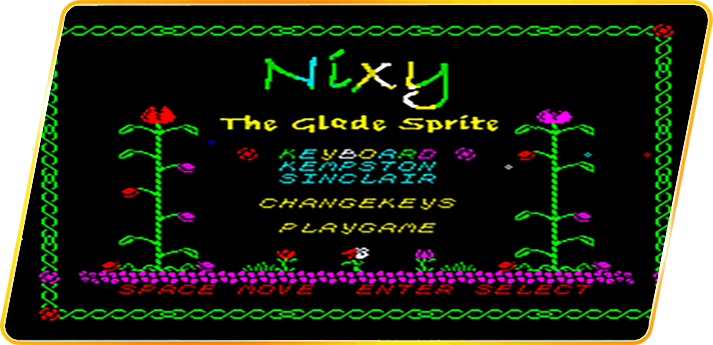 Nixy
The Glade Sprite
KEYBOARD
KEMPSTON
SINCLAIR
CHANGEKEYS
PLAYGAME
SPACE MOVE ENTER SELECT